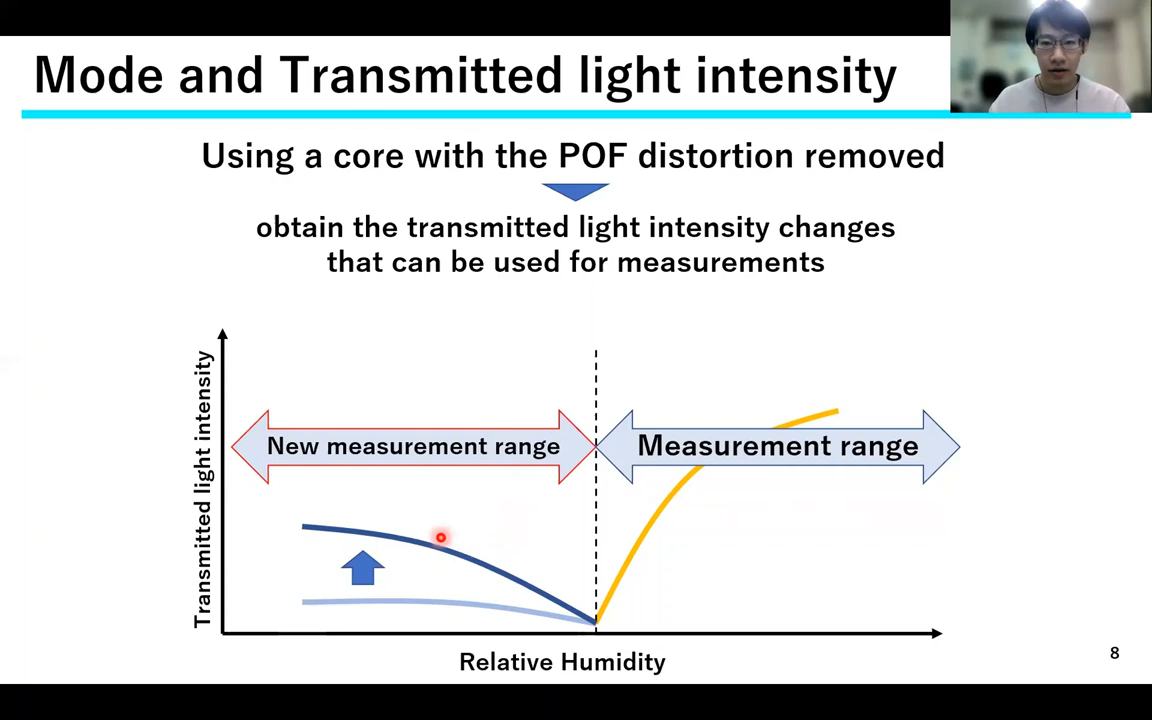 Mode and Transmitted light intensity
Using a core with the POF distortion removed
obtain the transmitted light intensity changes
that can be used for measurements
Transmitted light intensity
New measurement range
Measurement range
Relative Humidity
8